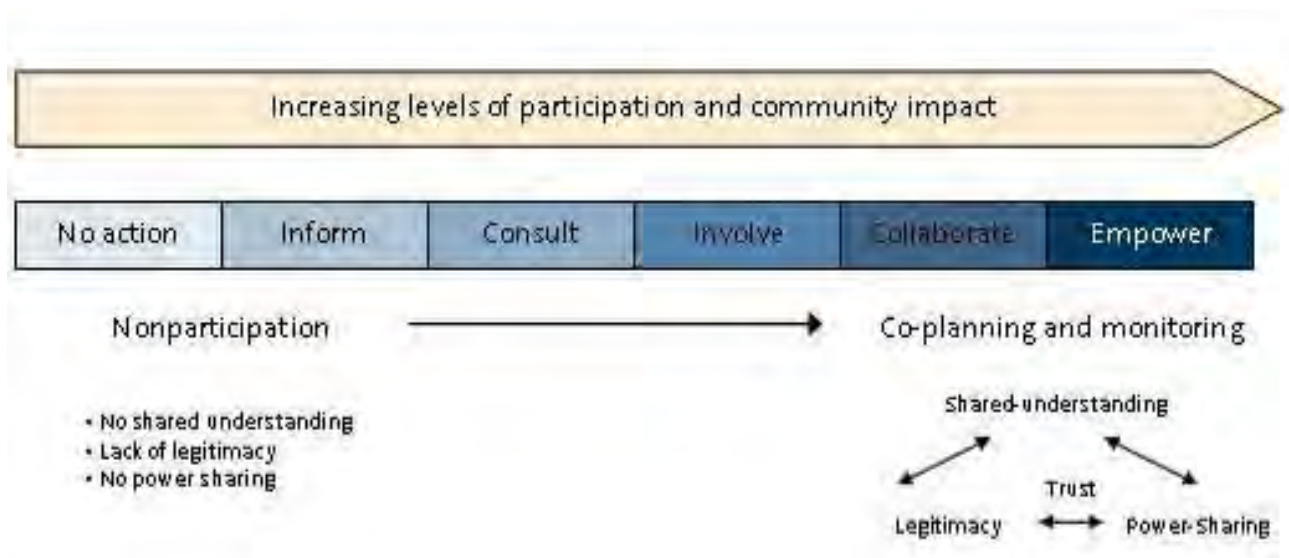 Increasing levels of participation and community impact
No action Inform Consult Involve Collaborate Empower
Nonparticipation Co-planning and monitoring
• No shared understanding
• Lack of legitimacy
• No power sharing
Shared-understanding
Trust
Legitimacy Power-Sharing